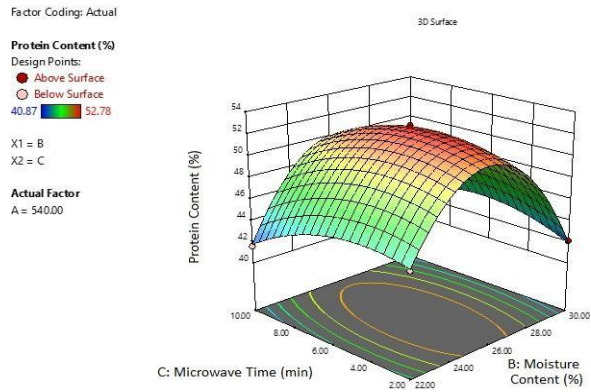 Factor Coding: Actual
3D Surface
Protein Content (%)
Design Points:
Above Surface
Below Surface
40.87 52.78
X1 = B
X2 = C
Actual Factor
A = 540.00
Protein Content (%)
54
52
50
48
46
44
42
40
10.00
8.00
6.00
4.00
2.00
22.00
24.00
26.00
28.00
30.00
C: Microwave Time (min)
B: Moisture
Content (%)